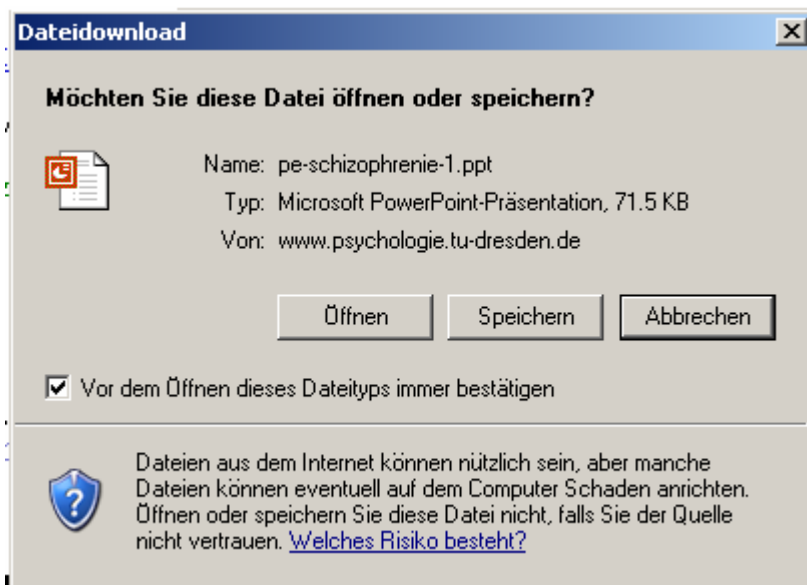 Dateidownload
Möchten Sie diese Datei öffnen oder speichern?
Name: pe-schizophrenie-1.ppt
Typ: Microsoft PowerPoint-Präsentation, 71.5 KB
Von: www.psychologie.tu-dresden.de
Öffnen Speichern Abbrechen
Vor dem Öffnen dieses Dateityps immer bestätigen
Dateien aus dem Internet können nützlich sein, aber manche
Dateien können eventuell auf dem Computer Schaden anrichten.
Öffnen oder speichern Sie diese Datei nicht, falls Sie der Quelle
nicht vertrauen. Welches Risiko besteht?